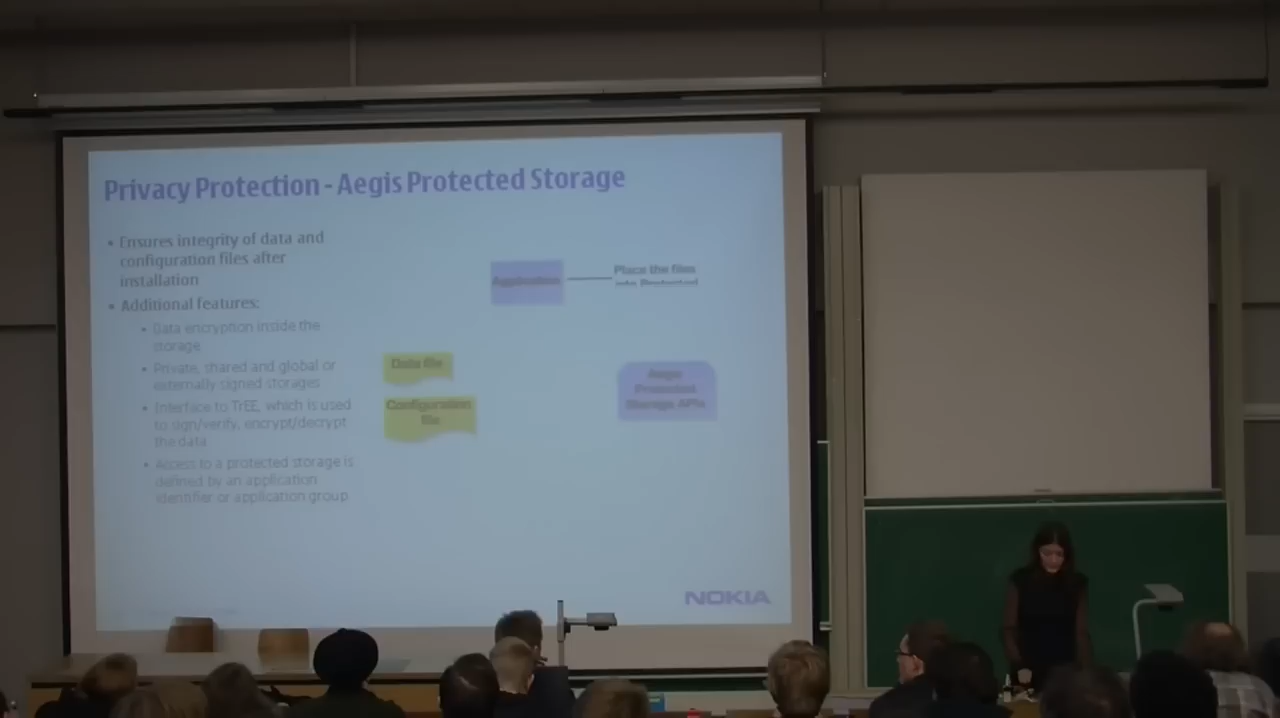 Privacy Protection - Aegis Protected Storage
• Ensures integrity of data and
configuration files after
installation
• Additional features:
• Data encryption inside the
storage
• Private, shared and global or
externally signed storages
• Interface to TrEE, which is used
to sign/verify, encrypt/decrypt
the data
• Access to a protected storage is
defined by an application
identifier or application group
Application
Place the files
into Protected
Data file
Configuration
file
Aegis
Protected
Storage APIs
NOKIA